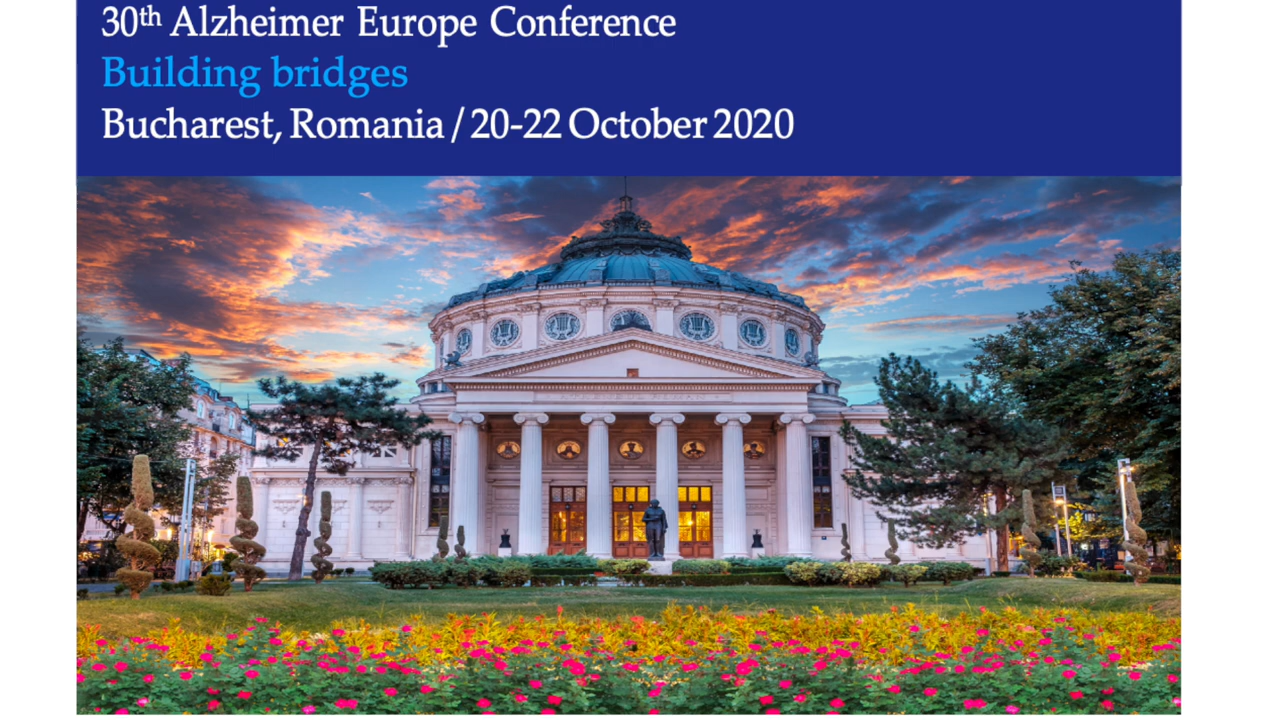 30th Alzheimer Europe Conference
Building bridges
Bucharest, Romania / 20-22 October 2020